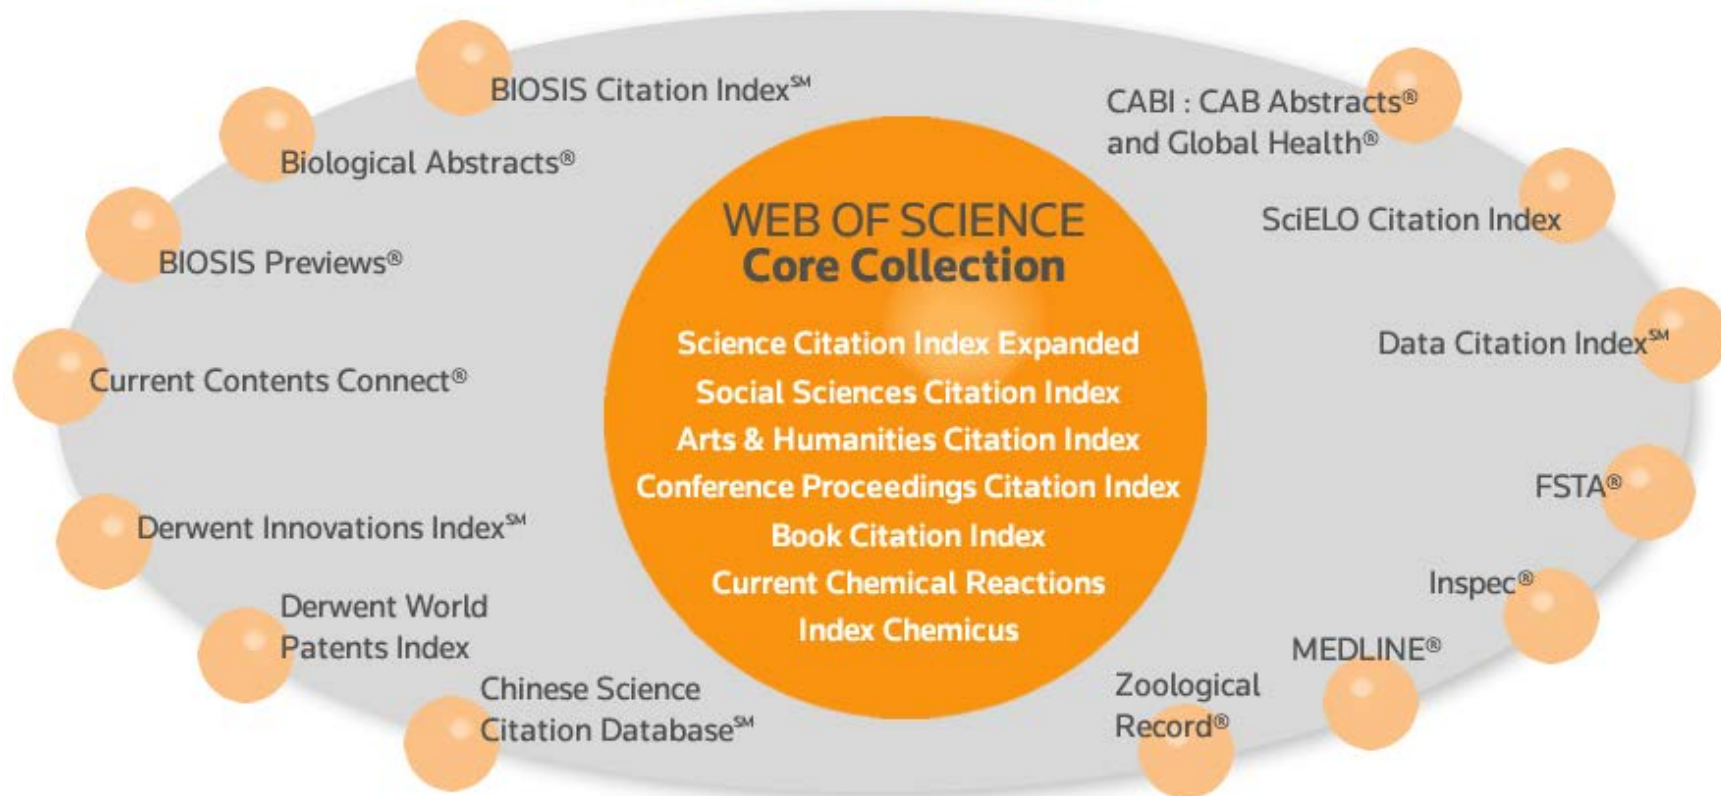 BIOSIS Citation Index℠
Biological Abstracts®
BIOSIS Previews®
Current Contents Connect®
Derwent Innovations Index℠
Derwent World
Patents Index
Chinese Science
Citation Database℠
WEB OF SCIENCE
Core Collection
Science Citation Index Expanded
Social Sciences Citation Index
Arts & Humanities Citation Index
Conference Proceedings Citation Index
Book Citation Index
Current Chemical Reactions
Index Chemicus
CABI : CAB Abstracts®
and Global Health®
SciELO Citation Index
Data Citation Index℠
FSTA®
Inspec®
MEDLINE®
Zoological
Record®